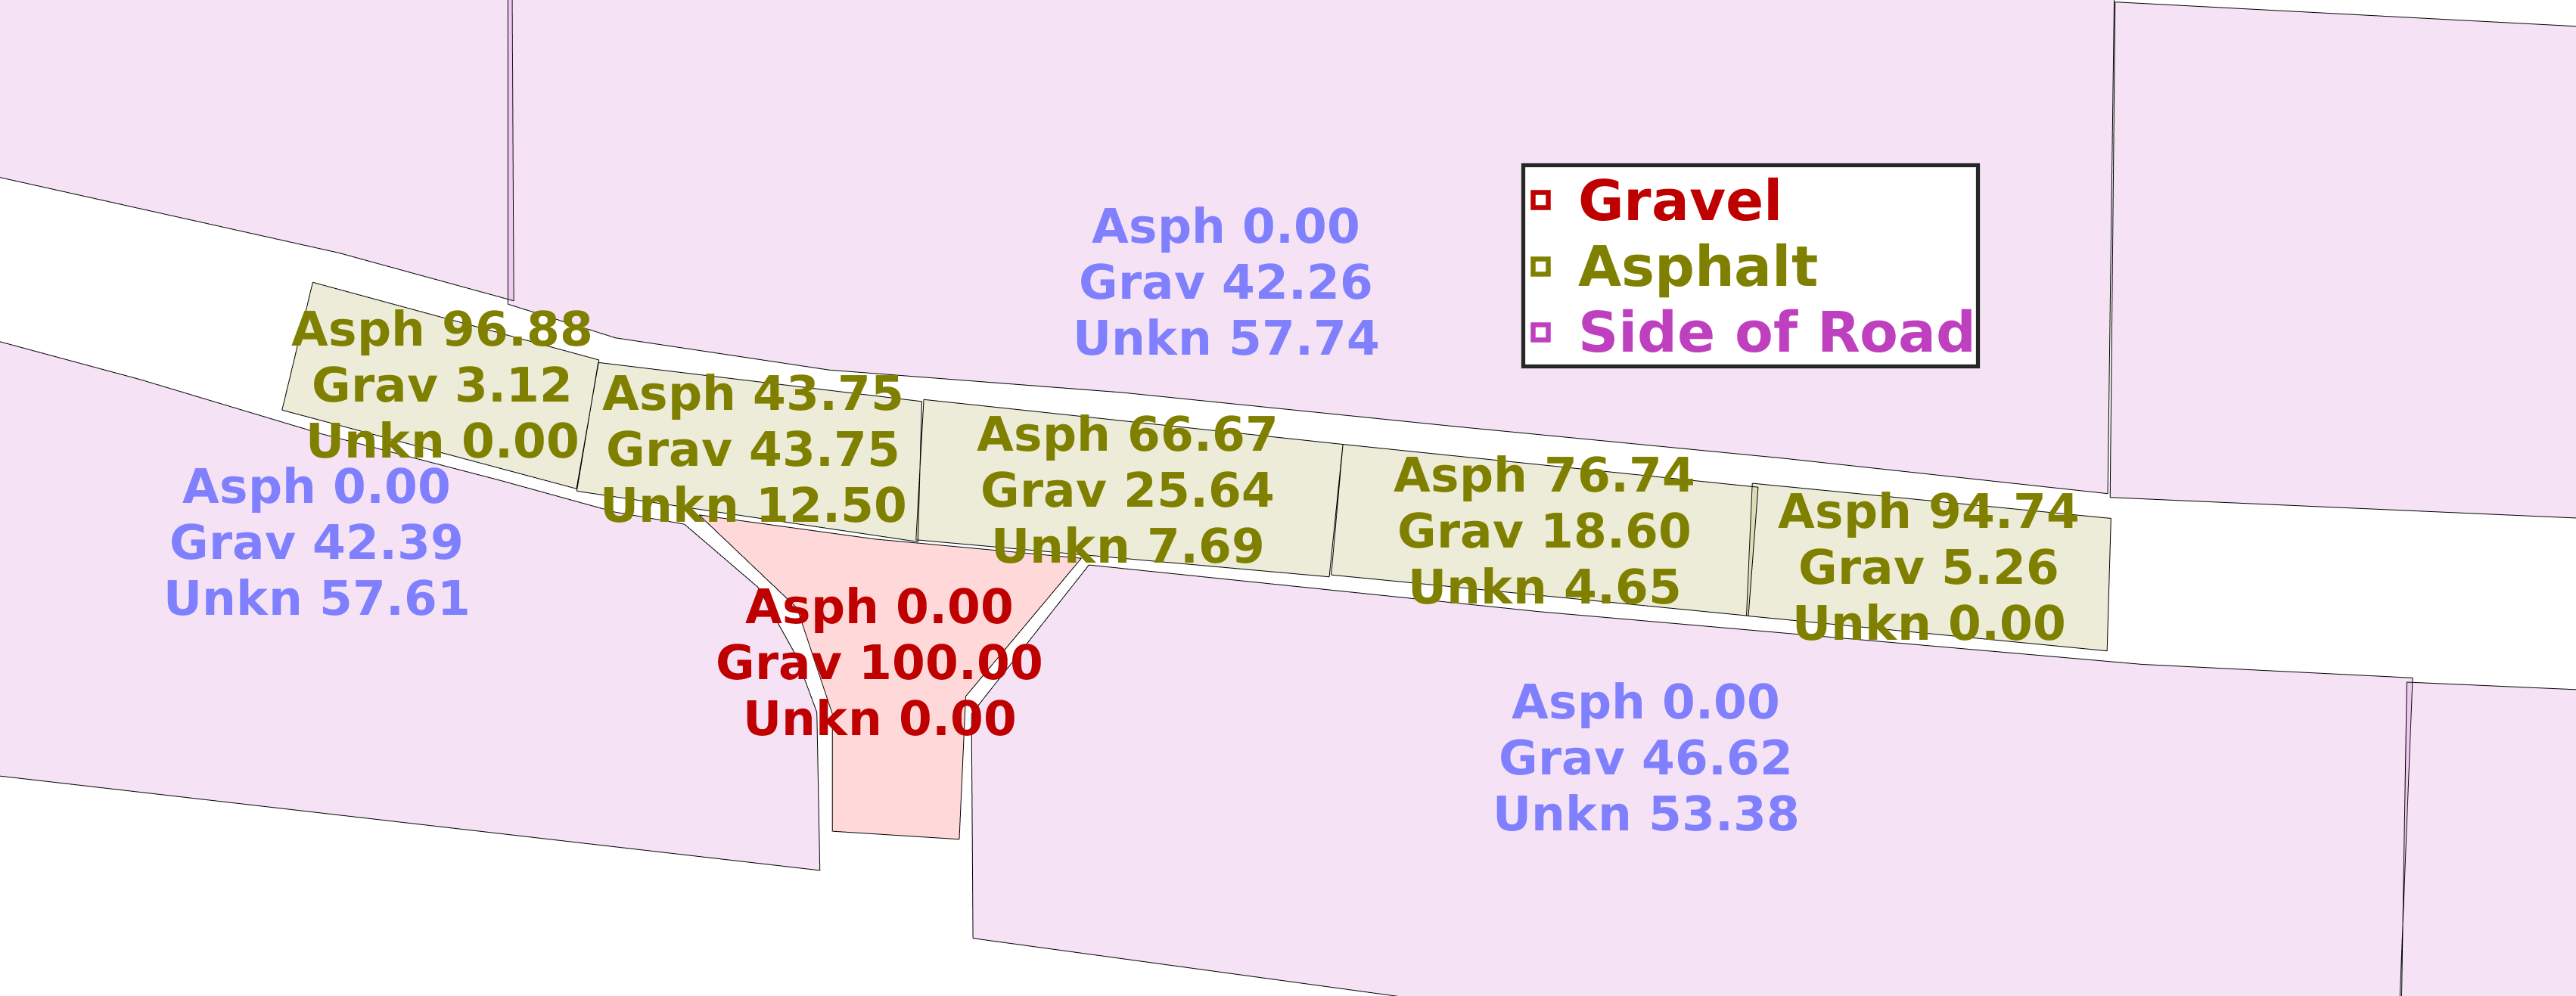 Asph 0.00
Grav 42.26
Unkn 57.74
Gravel
Asphalt
Side of Road
Asph 96.88
Grav 3.12
Unkn 0.00
Asph 43.75
Grav 43.75
Unkn 12.50
Asph 66.67
Grav 25.64
Unkn 7.69
Asph 76.74
Grav 18.60
Unkn 4.65
Asph 94.74
Grav 5.26
Unkn 0.00
Asph 0.00
Grav 42.39
Unkn 57.61
Asph 0.00
Grav 100.00
Unkn 0.00
Asph 0.00
Grav 46.62
Unkn 53.38